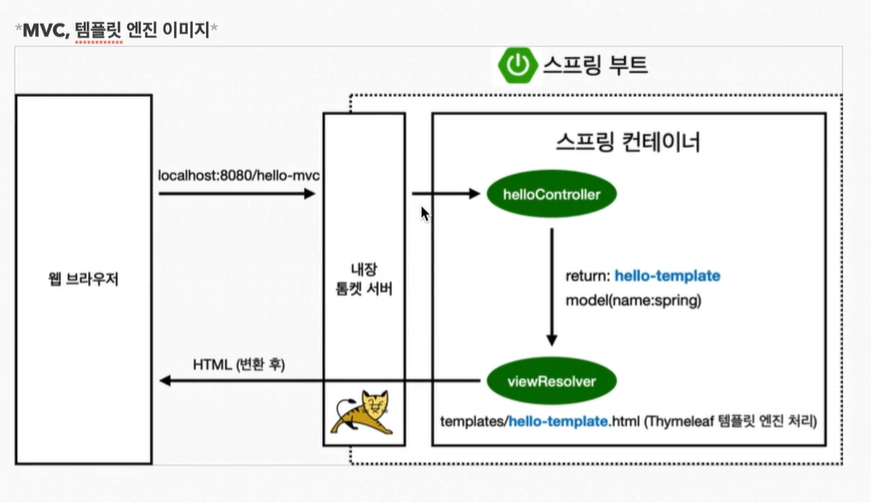 *MVC, 템플릿 엔진 이미지*
스프링 부트
스프링 컨테이너
localhost:8080/hello-mvc
helloController
웹 브라우저
내장
톰켓 서버
return: hello-template
model(name:spring)
HTML (변환 후)
viewResolver
templates/hello-template.html (Thymeleaf 템플릿 엔진 처리)